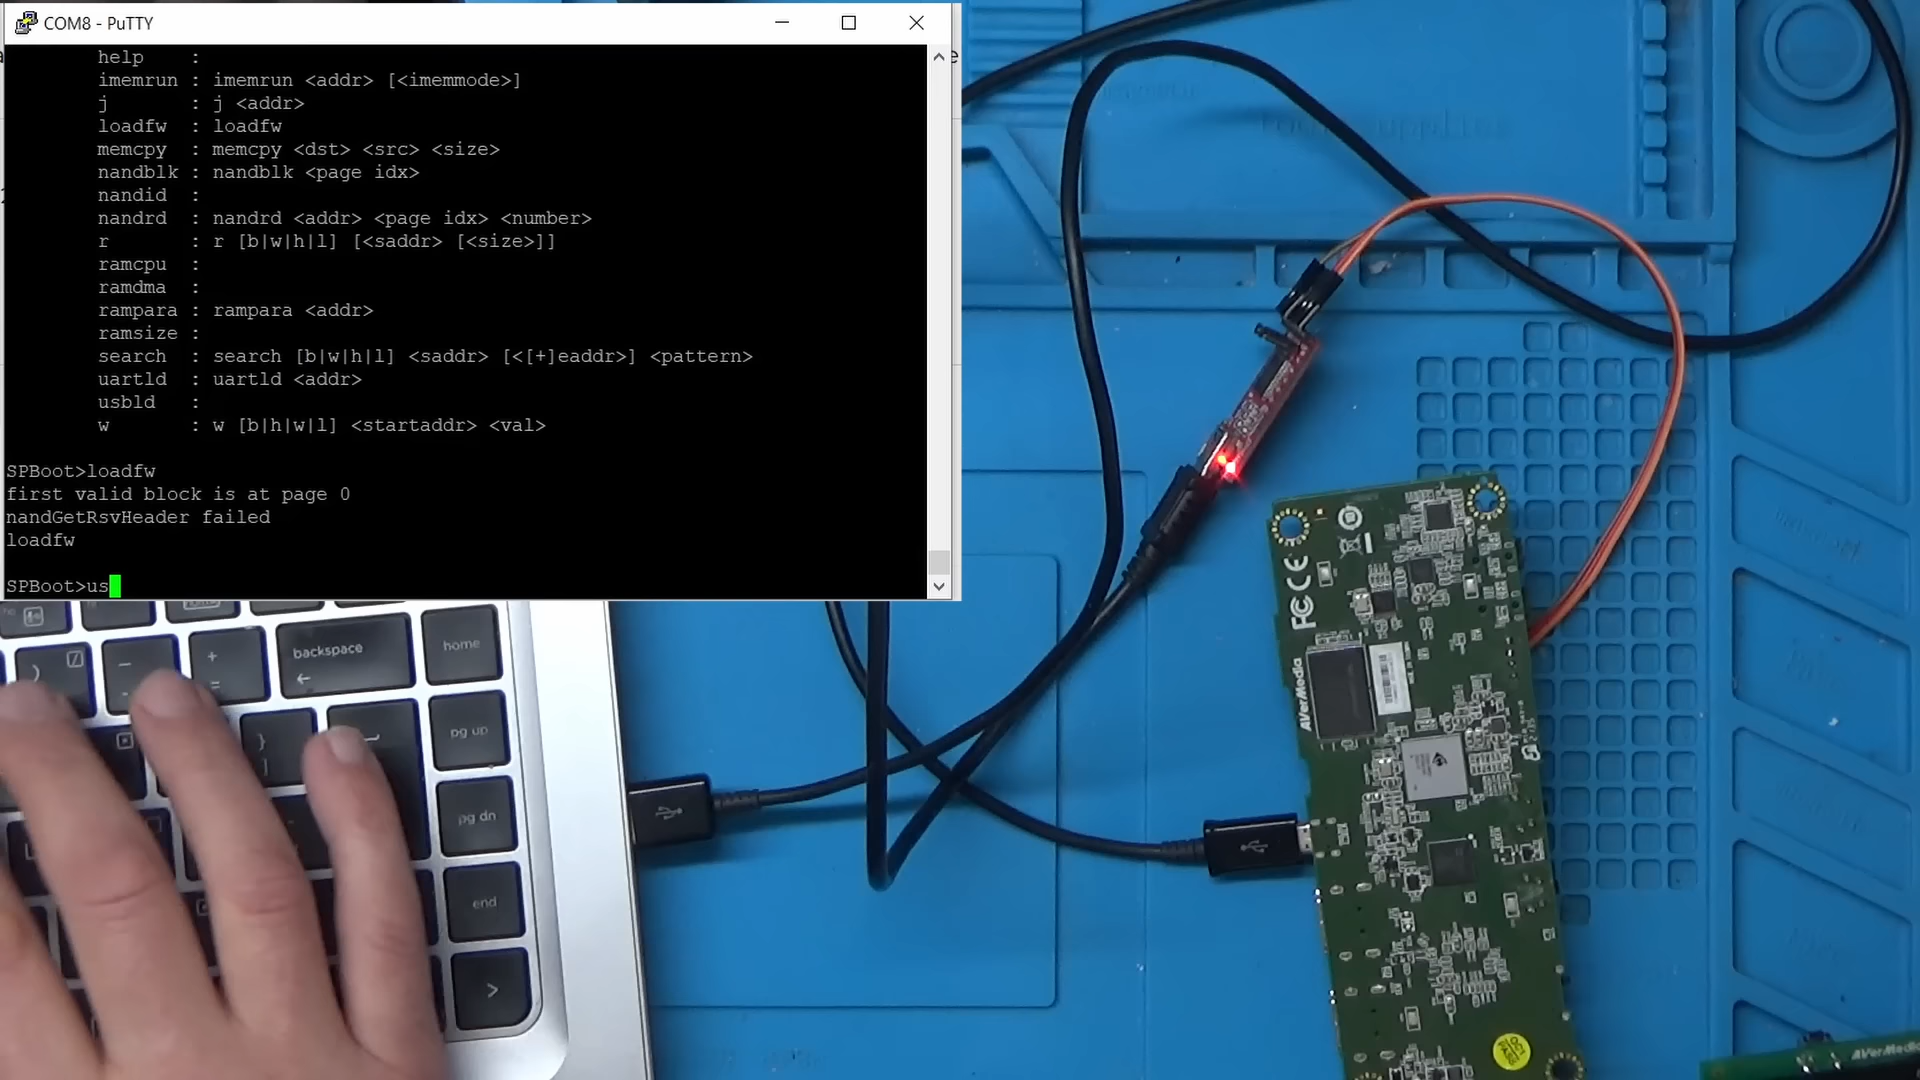 COM8 - PuTTY
help :
imemrun : imemrun <addr> [<imemmode>]
j : j <addr>
loadfw : loadfw
memcpy : memcpy <dst> <src> <size>
nandblk : nandblk <page idx>
nandid :
nandrd : nandrd <addr> <page idx> <number>
r : r [b|w|h|l] [<saddr> [<size>]]
ramcpu :
ramdma :
rampara : rampara <addr>
ramsize :
search : search [b|w|h|l] <saddr> [<[+]eaddr>] <pattern>
uartld : uartld <addr>
usbld :
w : w [b|h|w|l] <startaddr> <val>
SPBoot>loadfw
first valid block is at page 0
nandGetRsvHeader failed
loadfw
SPBoot>us
backspace
home
pg up
pg dn
end
FC CE
AVerMedia
AVerMedia